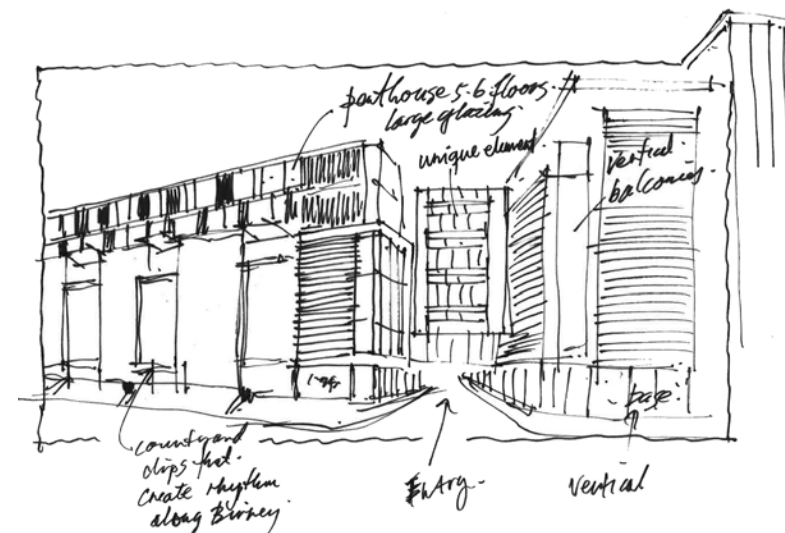 penthouse 5-6 floors.
large glazing.
unique element
vertical
balconies.
base.
courtyard
clips that
create rhythm
along Birney.
Entry.
vertical